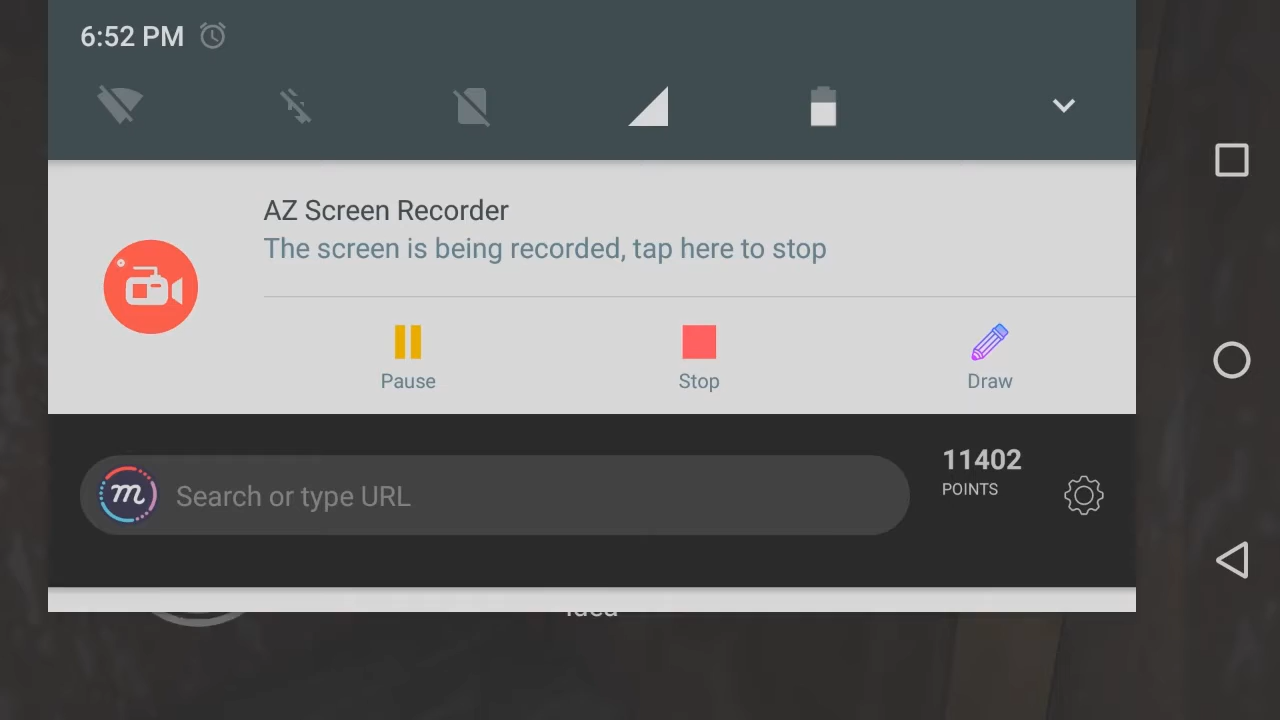 6:52 PM
AZ Screen Recorder
The screen is being recorded, tap here to stop
Pause
Stop
Draw
11402
POINTS
m
Search or type URL
idea